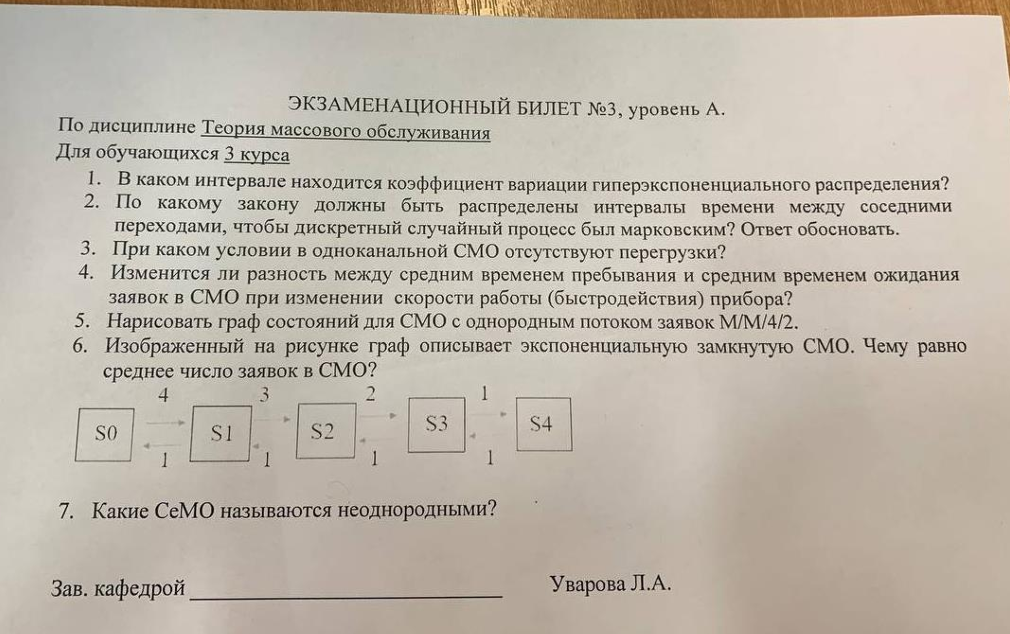 ЭКЗАМЕНАЦИОННЫЙ БИЛЕТ №3, уровень А.
По дисциплине Теория массового обслуживания
Для обучающихся 3 курса
1. В каком интервале находится коэффициент вариации гиперэкспоненциального распределения?
2. По какому закону должны быть распределены интервалы времени между соседними
переходами, чтобы дискретный случайный процесс был марковским? Ответ обосновать.
3. При каком условии в одноканальной СМО отсутствуют перегрузки?
4. Изменится ли разность между средним временем пребывания и средним временем ожидания
заявок в СМО при изменении скорости работы (быстродействия) прибора?
5. Нарисовать граф состояний для СМО с однородным потоком заявок М/М/4/2.
6. Изображенный на рисунке граф описывает экспоненциальную замкнутую СМО. Чему равно
среднее число заявок в СМО?
4 3 2 1
S0 S1 S2 S3 S4
1 1 1 1
7. Какие СеМО называются неоднородными?
Зав. кафедрой Уварова Л.А.